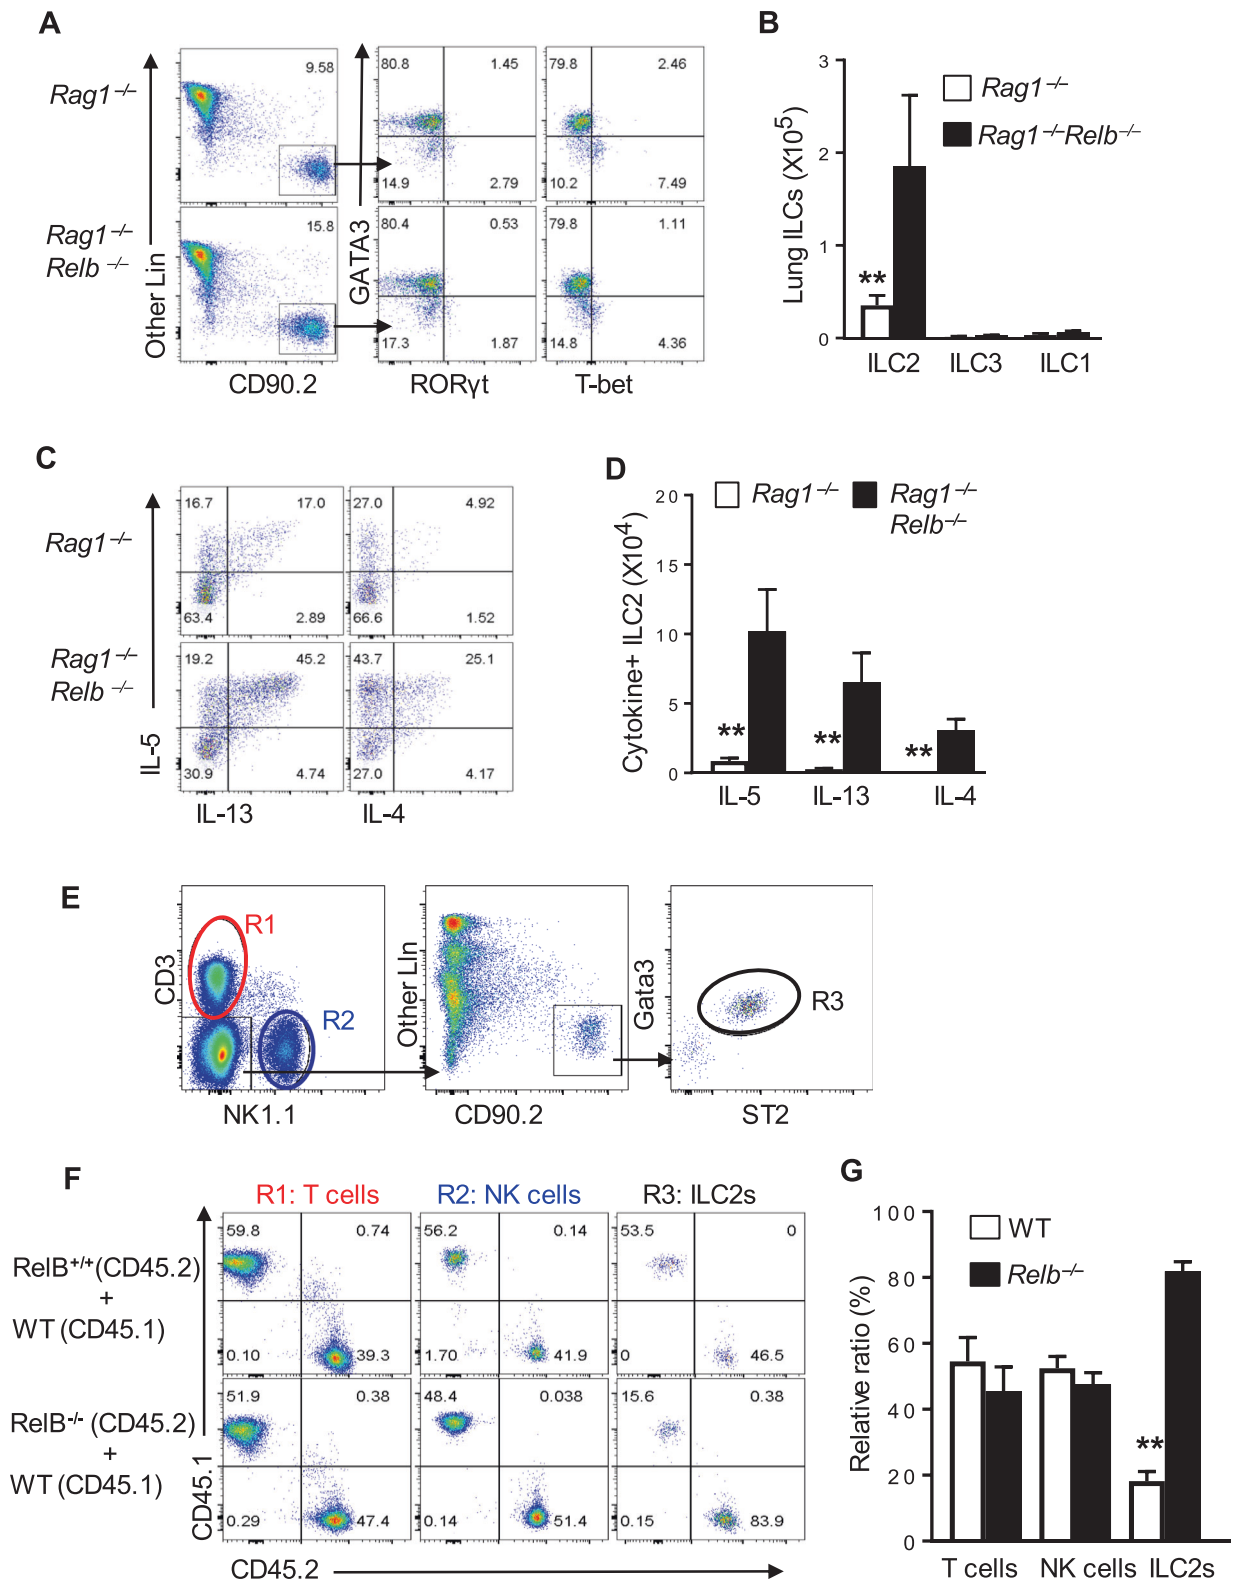 A
Rag1–/–
Rag1–/–
Relb –/–
Other Lin
9.58
15.8
CD90.2
GATA3
80.8 1.45
14.9 2.79
80.4 0.53
17.3 1.87
RORγt
79.8 2.46
10.2 7.49
79.8 1.11
14.8 4.36
T-bet
B
Lung ILCs (X10⁵)
3
2
1
0
Rag1–/–
Rag1–/–Relb–/–
**
ILC2 ILC3 ILC1
C
Rag1–/–
Rag1–/–
Relb –/–
IL-5
16.7 17.0
63.4 2.89
19.2 45.2
30.9 4.74
IL-13
27.0 4.92
66.6 1.52
43.7 25.1
27.0 4.17
IL-4
D
Cytokine+ ILC2 (X10⁴)
20
15
10
5
0
Rag1–/–
Rag1–/–
Relb–/–
** ** **
IL-5 IL-13 IL-4
E
CD3
R1
R2
NK1.1
Other LIn
CD90.2
Gata3
R3
ST2
F
R1: T cells R2: NK cells R3: ILC2s
RelB+/+(CD45.2)
+
WT (CD45.1)
59.8 0.74
0.10 39.3
56.2 0.14
1.70 41.9
53.5 0
0 46.5
RelB-/- (CD45.2)
+
WT (CD45.1)
51.9 0.38
0.29 47.4
48.4 0.038
0.14 51.4
15.6 0.38
0.15 83.9
CD45.1
CD45.2
G
Relative ratio (%)
100
80
60
40
20
0
WT
Relb–/–
**
T cells NK cells ILC2s